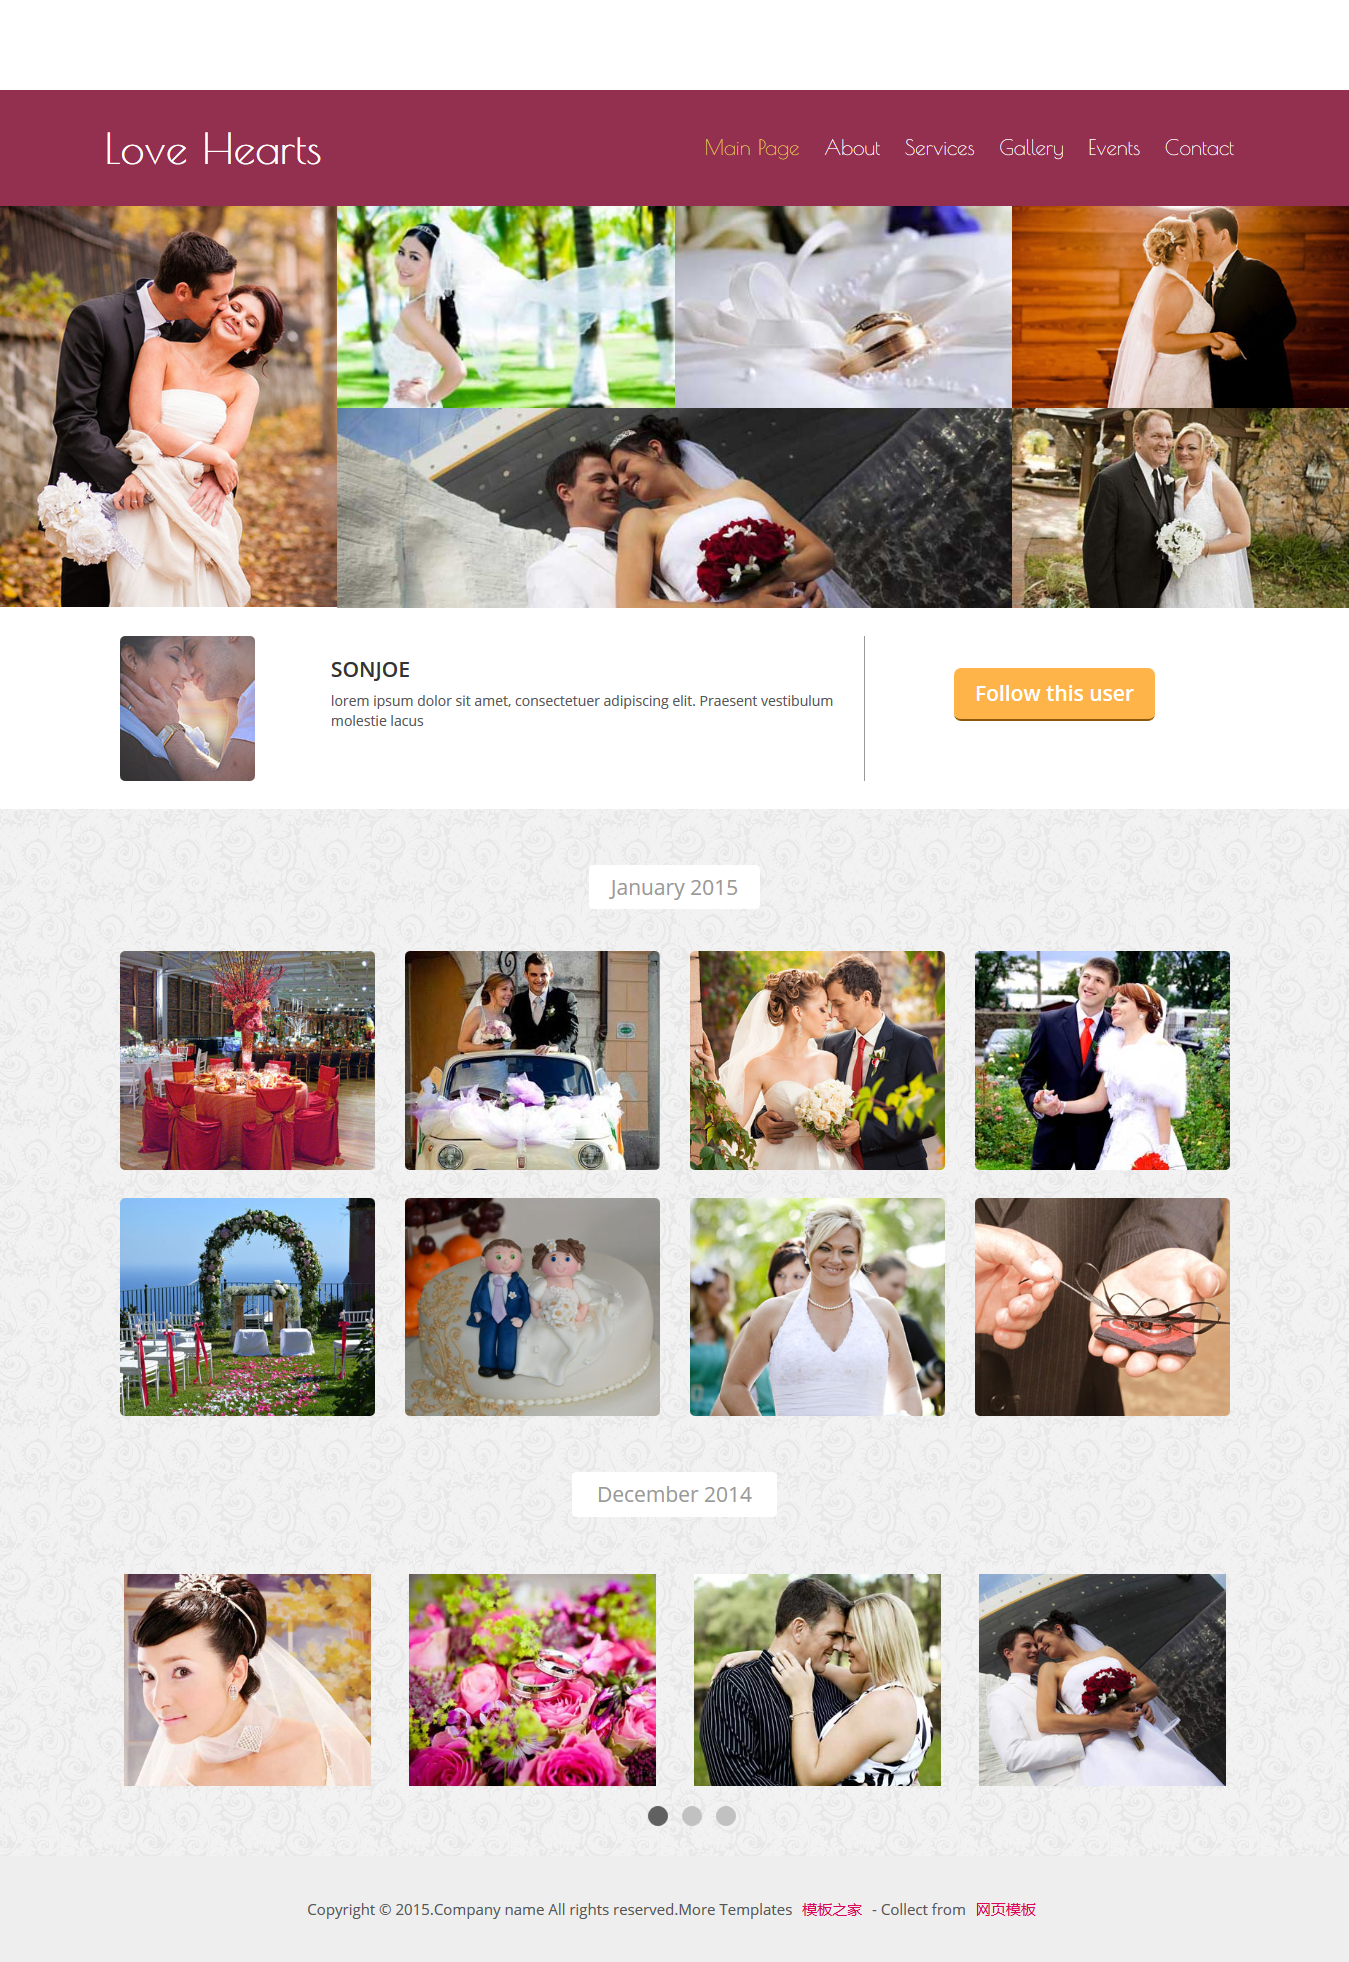 Love Hearts
Main Page About Services Gallery Events Contact
SONJOE
lorem ipsum dolor sit amet, consectetuer adipiscing elit. Praesent vestibulum
molestie lacus
Follow this user
January 2015
December 2014
Copyright © 2015.Company name All rights reserved.More Templates 模板之家 - Collect from 网页模板